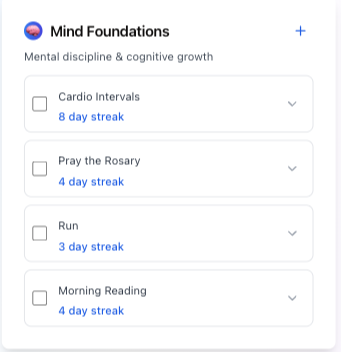 Mind Foundations
Mental discipline & cognitive growth
Cardio Intervals
8 day streak
Pray the Rosary
4 day streak
Run
3 day streak
Morning Reading
4 day streak